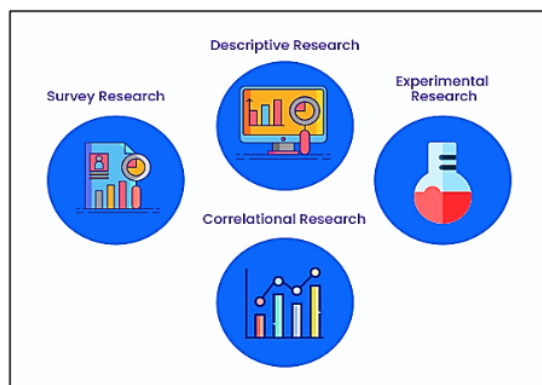 Descriptive Research
Survey Research
Experimental
Research
Correlational Research